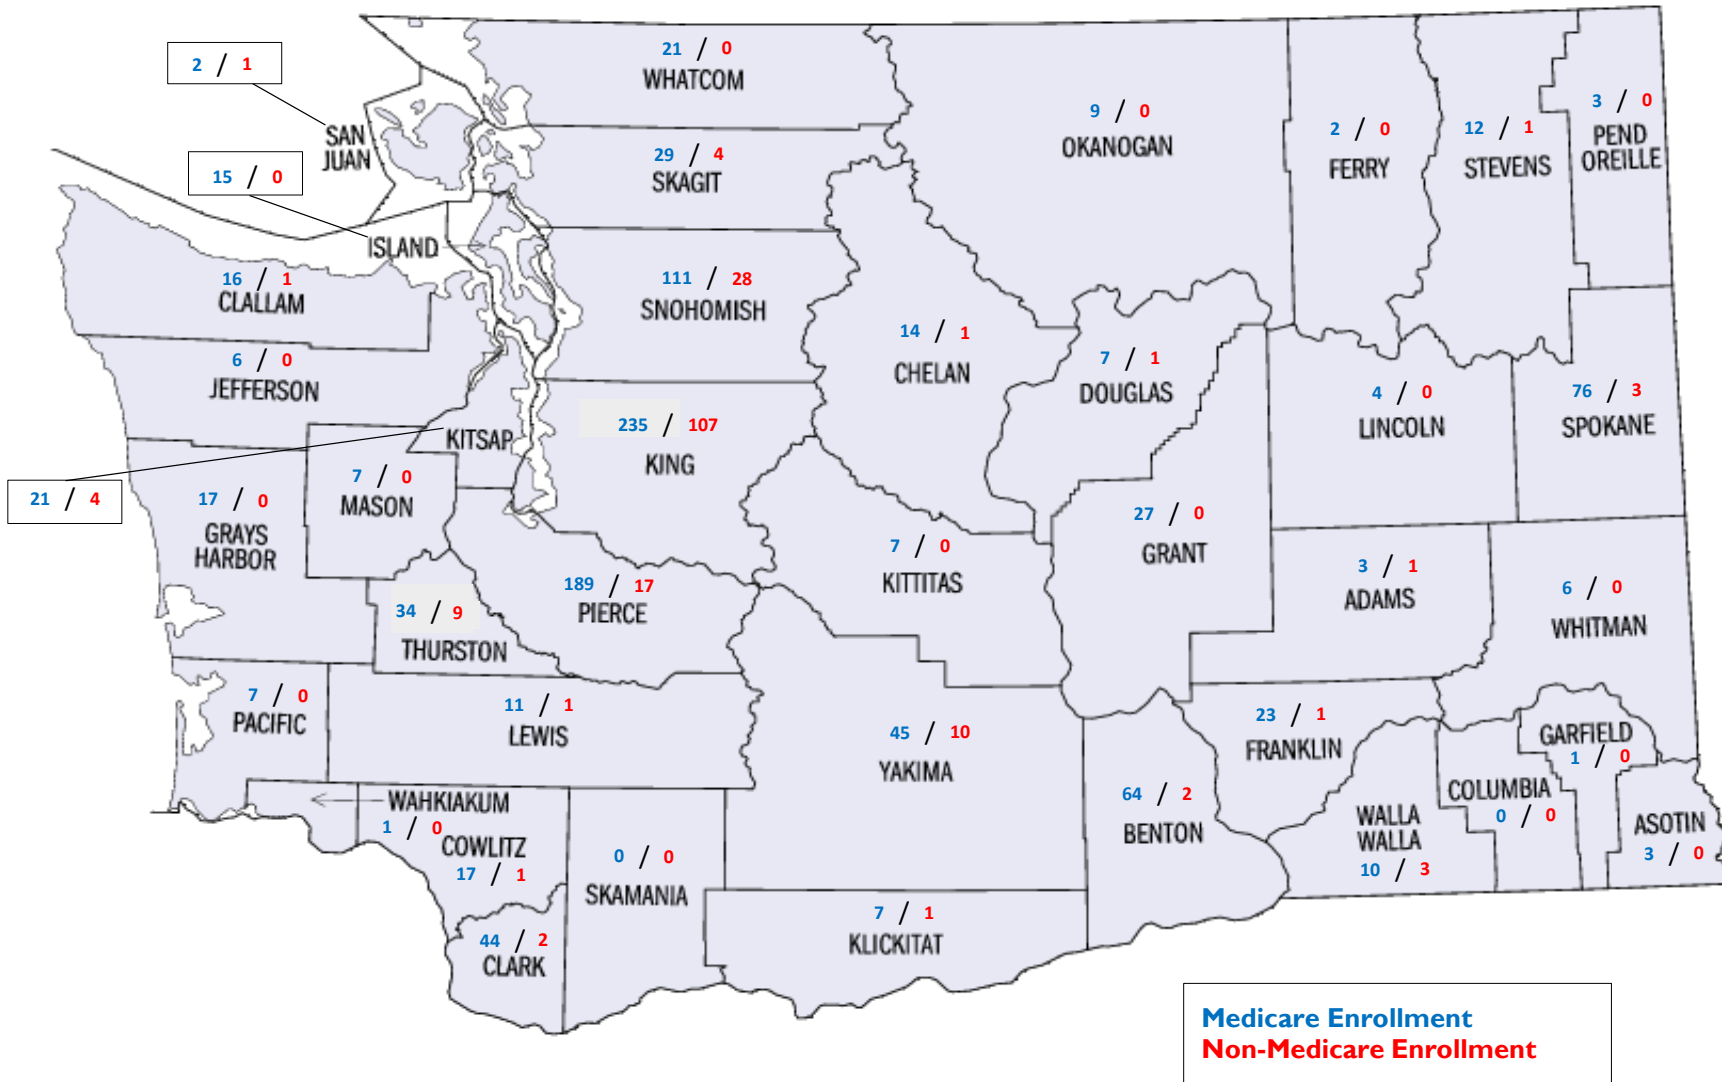 21 / 0
WHATCOM
2 / 1
SAN
JUAN
9 / 0
OKANOGAN
2 / 0
FERRY
12 / 1
STEVENS
3 / 0
PEND
OREILLE
29 / 4
SKAGIT
15 / 0
ISLAND
16 / 1
CLALLAM
111 / 28
SNOHOMISH
14 / 1
CHELAN
7 / 1
DOUGLAS
6 / 0
JEFFERSON
4 / 0
LINCOLN
76 / 3
SPOKANE
235 / 107
KING
KITSAP
21 / 4
7 / 0
MASON
17 / 0
GRAYS
HARBOR
27 / 0
GRANT
7 / 0
KITTITAS
189 / 17
PIERCE
34 / 9
THURSTON
3 / 1
ADAMS
6 / 0
WHITMAN
7 / 0
PACIFIC
11 / 1
LEWIS
45 / 10
YAKIMA
23 / 1
FRANKLIN
GARFIELD
1 / 0
COLUMBIA
0 / 0
WAHKIAKUM
1 / 0
COWLITZ
17 / 1
64 / 2
BENTON
WALLA
WALLA
10 / 3
ASOTIN
3 / 0
0 / 0
SKAMANIA
7 / 1
KLICKITAT
44 / 2
CLARK
Medicare Enrollment
Non-Medicare Enrollment